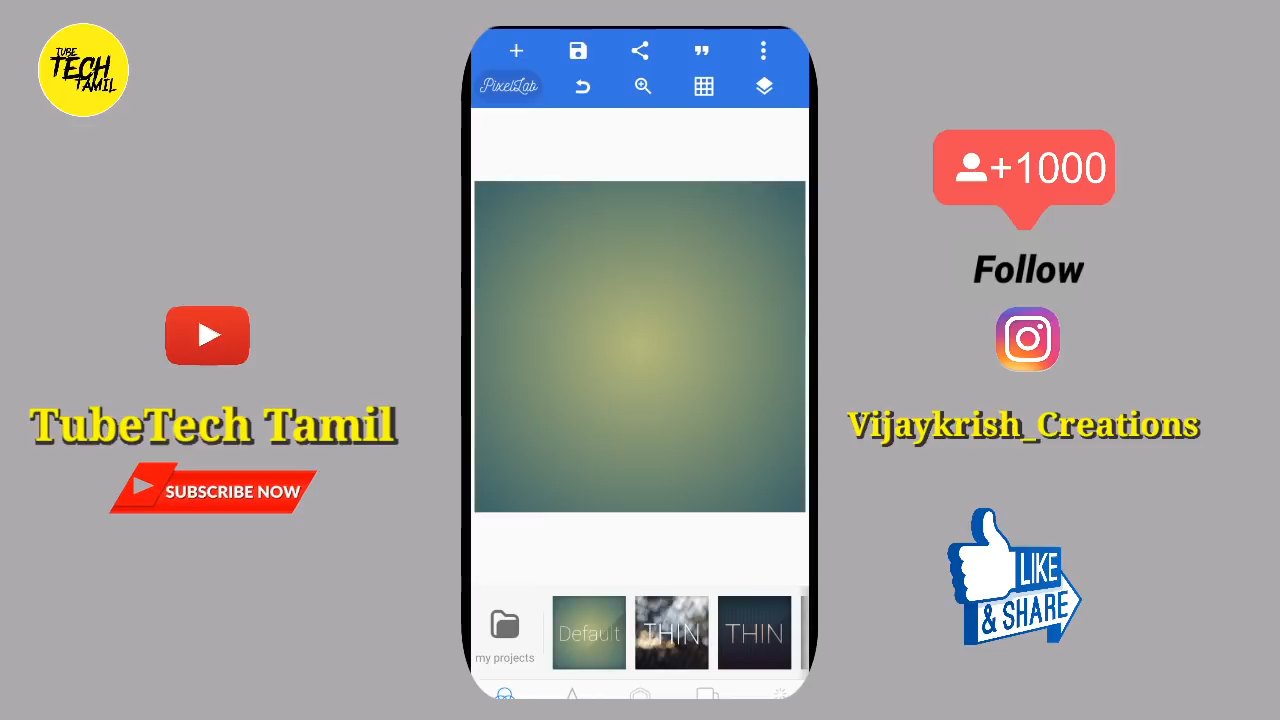 TUBE
TECH
TAMIL
PixelLab
+1000
Follow
TubeTech Tamil
SUBSCRIBE NOW
Vijaykrish_Creations
LIKE
& SHARE
my projects
Default
THIN
THIN